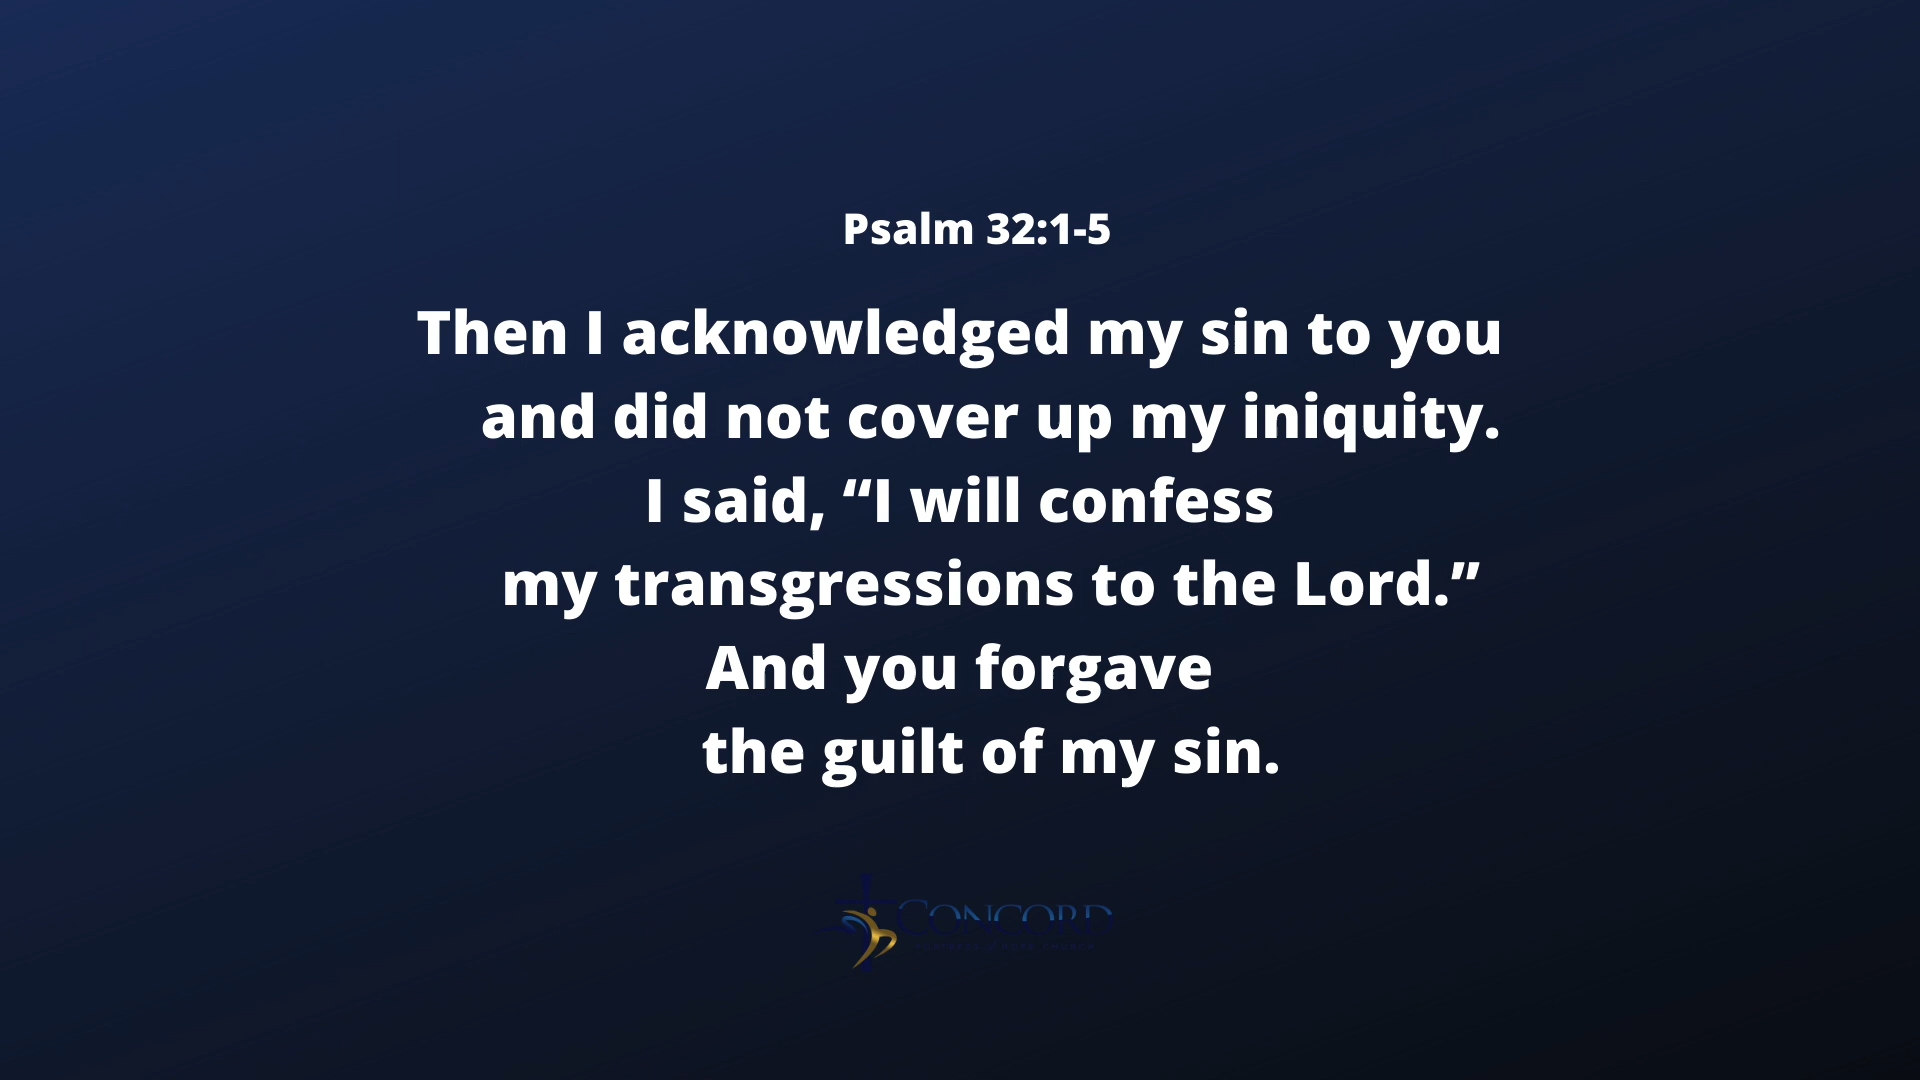 Psalm 32:1-5
Then I acknowledged my sin to you
and did not cover up my iniquity.
I said, “I will confess
my transgressions to the Lord.”
And you forgave
the guilt of my sin.
CONCORD